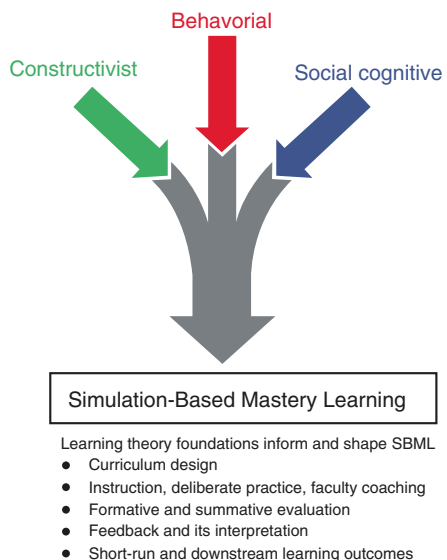 Behavorial
Constructivist
Social cognitive
Simulation-Based Mastery Learning
Learning theory foundations inform and shape SBML
● Curriculum design
● Instruction, deliberate practice, faculty coaching
● Formative and summative evaluation
● Feedback and its interpretation
● Short-run and downstream learning outcomes